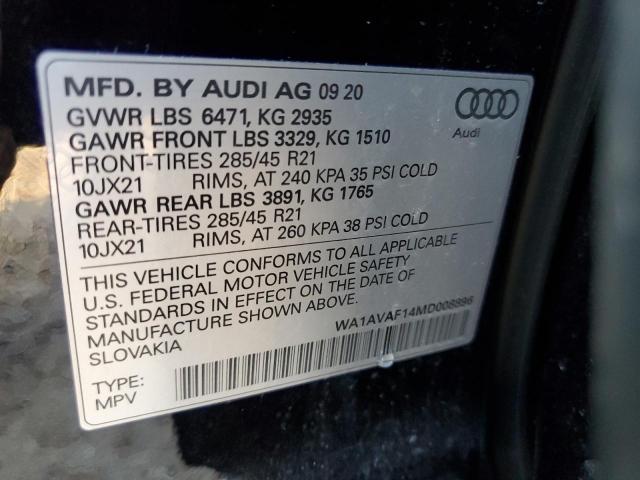 MFD. BY AUDI AG 09 20
GVWR LBS 6471, KG 2935
GAWR FRONT LBS 3329, KG 1510
FRONT-TIRES 285/45 R21
10JX21 RIMS, AT 240 KPA 35 PSI COLD
GAWR REAR LBS 3891, KG 1765
REAR-TIRES 285/45 R21
10JX21 RIMS, AT 260 KPA 38 PSI COLD
Audi
THIS VEHICLE CONFORMS TO ALL APPLICABLE
U.S. FEDERAL MOTOR VEHICLE SAFETY
STANDARDS IN EFFECT ON THE DATE OF
MANUFACTURE SHOWN ABOVE.
SLOVAKIA
WA1AVAF14MD008896
TYPE:
MPV